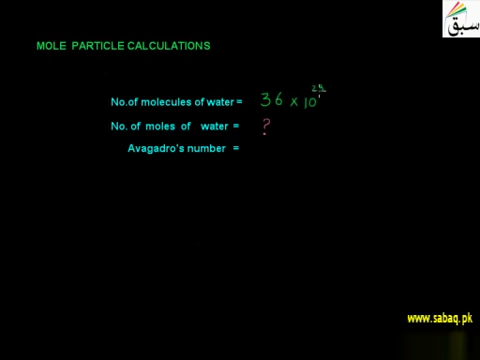 سبق
MOLE PARTICLE CALCULATIONS
No.of molecules of water = 36 x 10
No. of moles of water = ?
Avagadro's number =
www.sabaq.pk